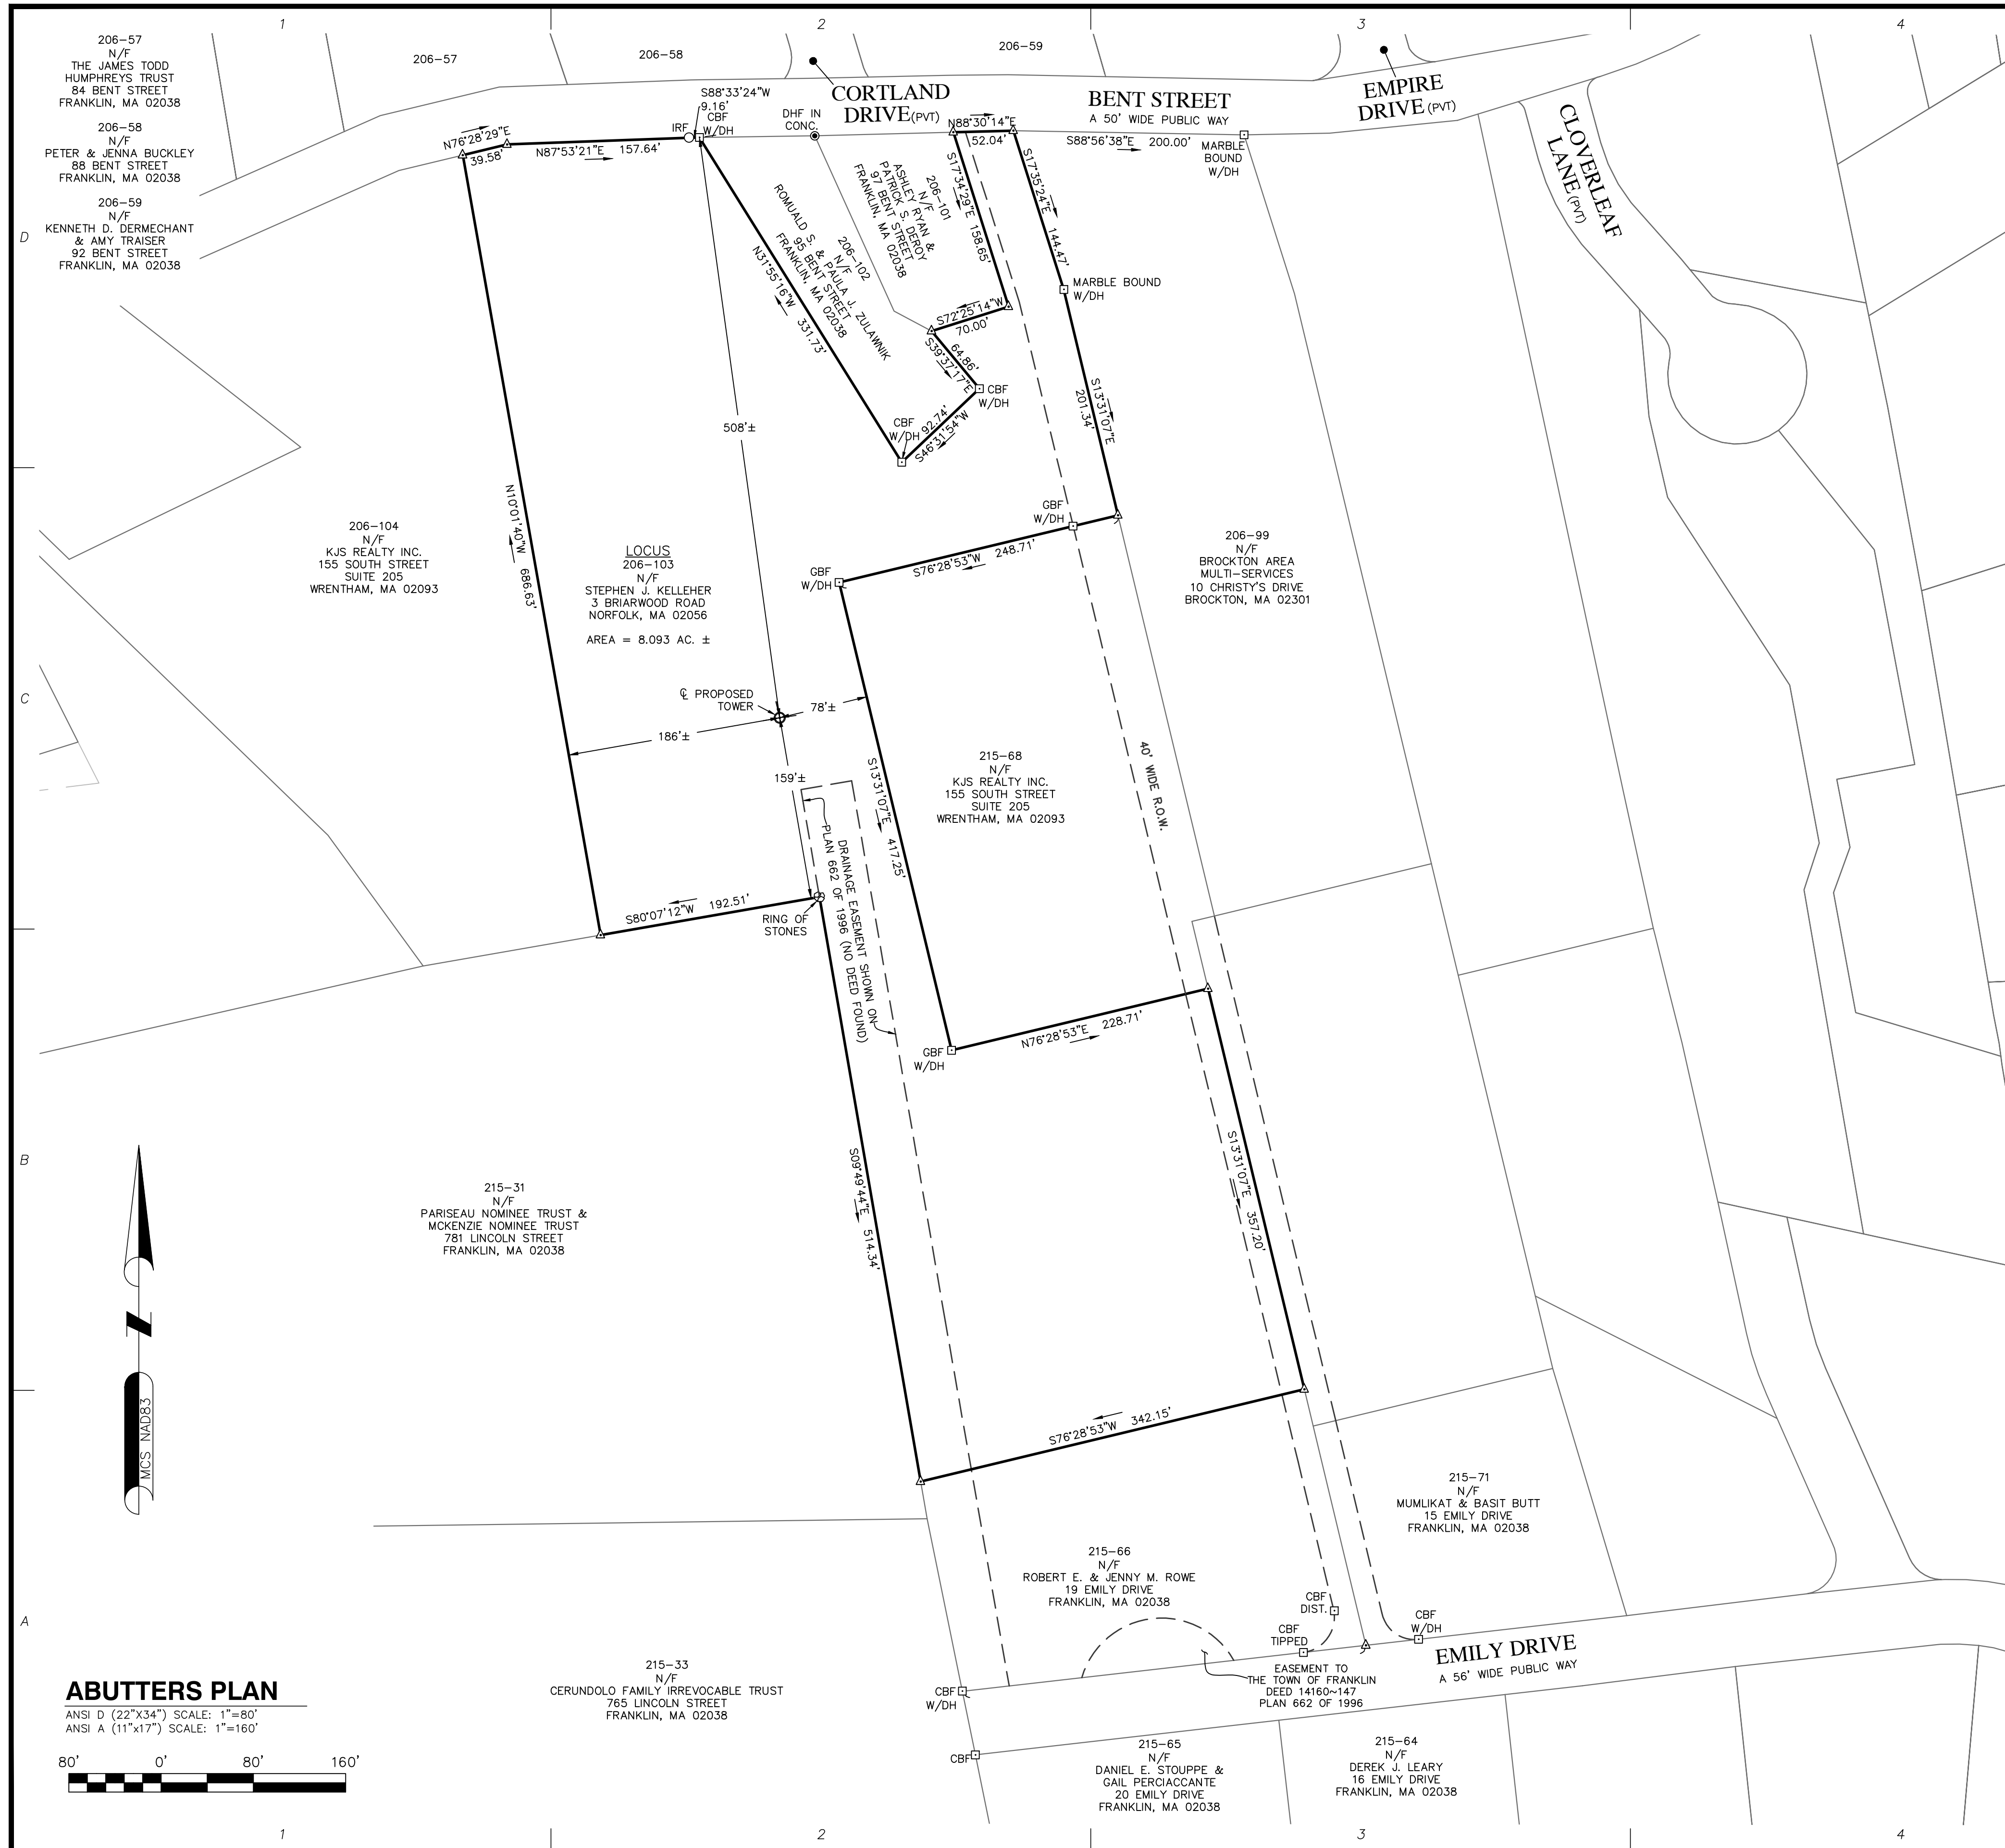 1
2
3
4
206-57
N/F
THE JAMES TODD
HUMPHREYS TRUST
84 BENT STREET
FRANKLIN, MA 02038
206-58
N/F
PETER & JENNA BUCKLEY
88 BENT STREET
FRANKLIN, MA 02038
206-59
N/F
KENNETH D. DERMECHANT
& AMY TRAISER
92 BENT STREET
FRANKLIN, MA 02038
206-57
206-58
206-59
CORTLAND
DRIVE(PVT)
BENT STREET
A 50' WIDE PUBLIC WAY
EMPIRE
DRIVE(PVT)
CLOVERLEAF
LANE(PVT)
N76°28'29"E
39.58'
N87°53'21"E 157.64'
IRF
S88°33'24"W
9.16'
CBF
W/DH
DHF IN
CONC.
N88°30'14"E
52.04'
S88°56'38"E 200.00'
MARBLE
BOUND
W/DH
S17°34'29"E 158.65'
S17°35'24"E 144.47'
206-101
N/F
ASHLEY RYAN &
PATRICK S. DEROY
97 BENT STREET
FRANKLIN, MA 02038
206-102
N/F
ROMUALD S. & PAULA J. ZULAWNIK
95 BENT STREET
FRANKLIN, MA 02038
N31°55'16"W 331.73'
MARBLE BOUND
W/DH
S72°25'14"W
70.00'
S39°37'17"E
64.86'
CBF
W/DH
CBF
W/DH
92.74'
S46°31'54"W
S13°31'07"E
201.34'
D
508'±
N10°01'40"W 686.63'
206-104
N/F
KJS REALTY INC.
155 SOUTH STREET
SUITE 205
WRENTHAM, MA 02093
LOCUS
206-103
N/F
STEPHEN J. KELLEHER
3 BRIARWOOD ROAD
NORFOLK, MA 02056
AREA = 8.093 AC. ±
GBF
W/DH
GBF
W/DH
S76°28'53"W 248.71'
206-99
N/F
BROCKTON AREA
MULTI-SERVICES
10 CHRISTY'S DRIVE
BROCKTON, MA 02301
C
℄ PROPOSED
TOWER
78'±
186'±
159'±
S13°31'07"E 417.25'
215-68
N/F
KJS REALTY INC.
155 SOUTH STREET
SUITE 205
WRENTHAM, MA 02093
40' WIDE R.O.W.
DRAINAGE EASEMENT SHOWN ON
PLAN 662 OF 1996 (NO DEED FOUND)
S80°07'12"W 192.51'
RING OF
STONES
GBF
W/DH
N76°28'53"E 228.71'
B
S09°49'44"E 514.34'
S13°31'07"E 357.20'
215-31
N/F
PARISEAU NOMINEE TRUST &
MCKENZIE NOMINEE TRUST
781 LINCOLN STREET
FRANKLIN, MA 02038
N
MCS NAD83
S76°28'53"W 342.15'
215-71
N/F
MUMLIKAT & BASIT BUTT
15 EMILY DRIVE
FRANKLIN, MA 02038
215-66
N/F
ROBERT E. & JENNY M. ROWE
19 EMILY DRIVE
FRANKLIN, MA 02038
CBF
DIST.
CBF
TIPPED
CBF
W/DH
A
EMILY DRIVE
A 56' WIDE PUBLIC WAY
EASEMENT TO
THE TOWN OF FRANKLIN
DEED 14160~147
PLAN 662 OF 1996
215-33
N/F
CERUNDOLO FAMILY IRREVOCABLE TRUST
765 LINCOLN STREET
FRANKLIN, MA 02038
CBF
W/DH
CBF
215-65
N/F
DANIEL E. STOUPPE &
GAIL PERCIACCANTE
20 EMILY DRIVE
FRANKLIN, MA 02038
215-64
N/F
DEREK J. LEARY
16 EMILY DRIVE
FRANKLIN, MA 02038
ABUTTERS PLAN
ANSI D (22"X34") SCALE: 1"=80'
ANSI A (11"x17") SCALE: 1"=160'
80' 0' 80' 160'
1
2
3
4